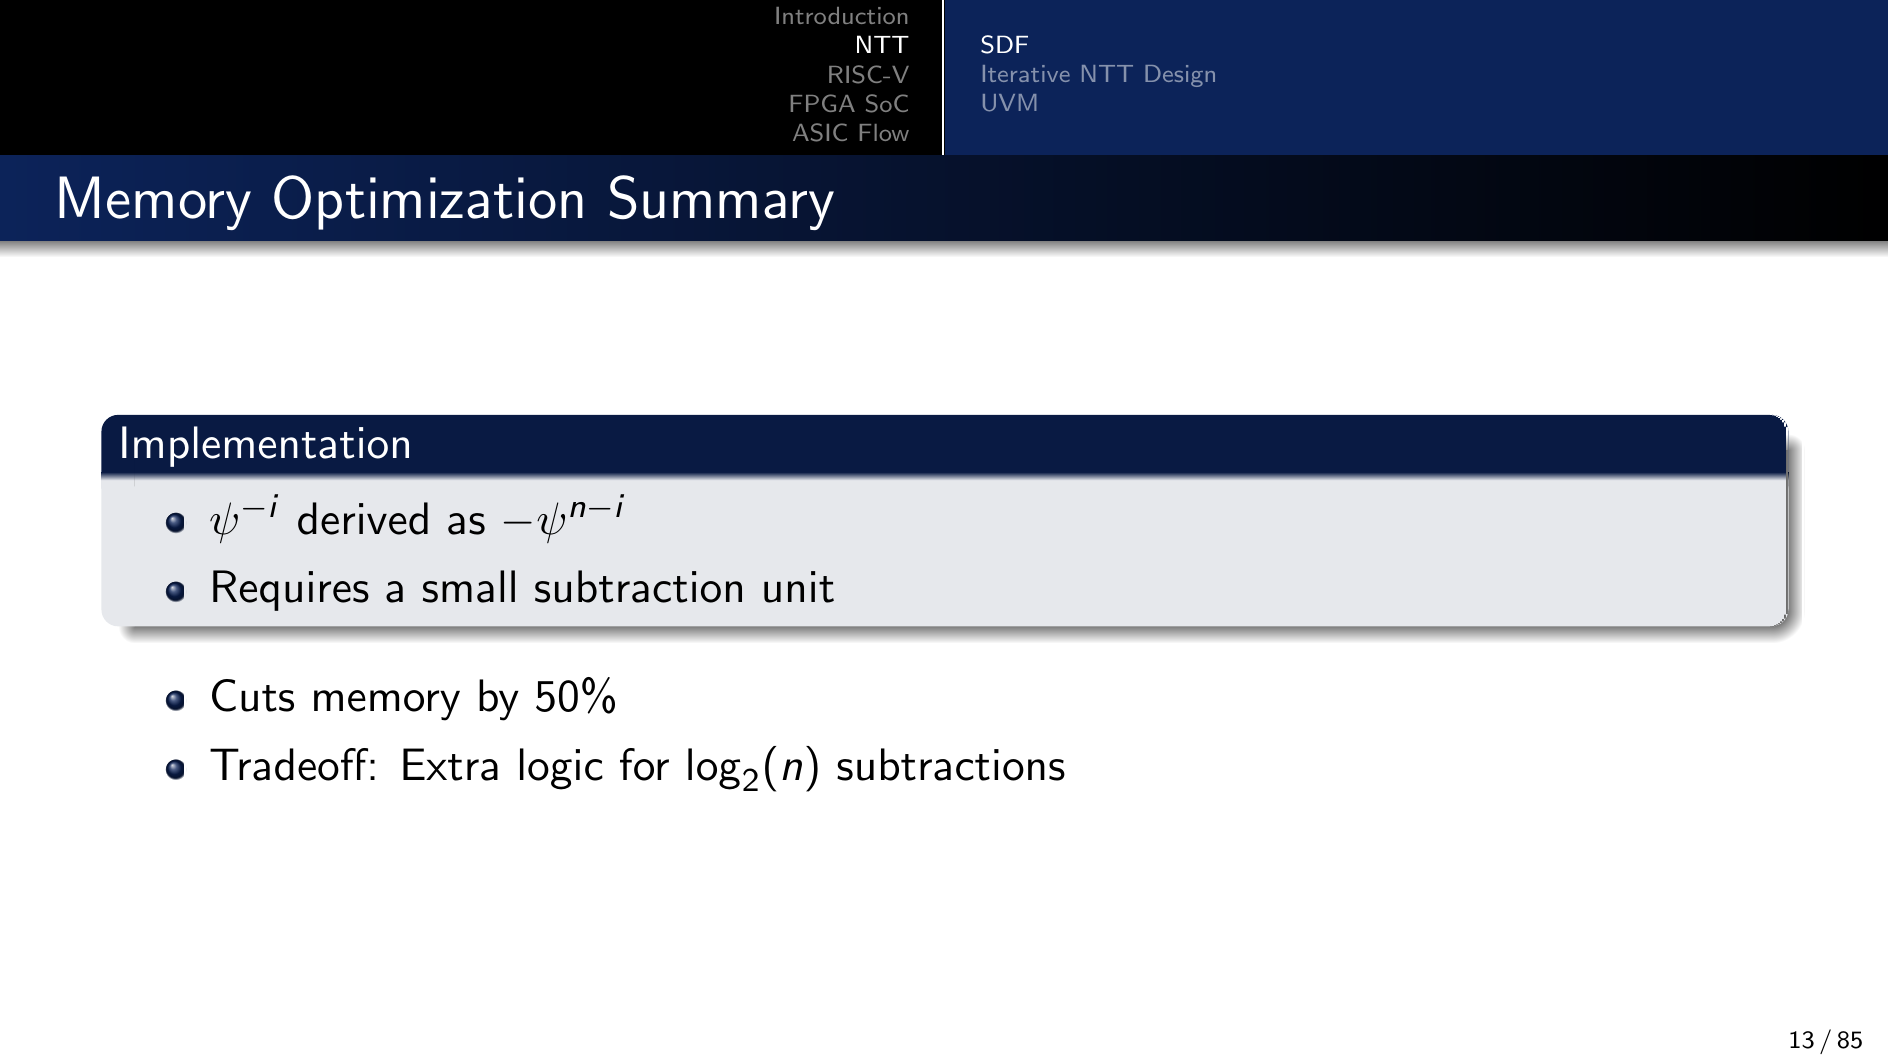 Introduction
NTT
RISC-V
FPGA SoC
ASIC Flow
SDF
Iterative NTT Design
UVM
Memory Optimization Summary
Implementation
ψ⁻ⁱ derived as −ψⁿ⁻ⁱ
Requires a small subtraction unit
Cuts memory by 50%
Tradeoff: Extra logic for log₂(n) subtractions
13 / 85